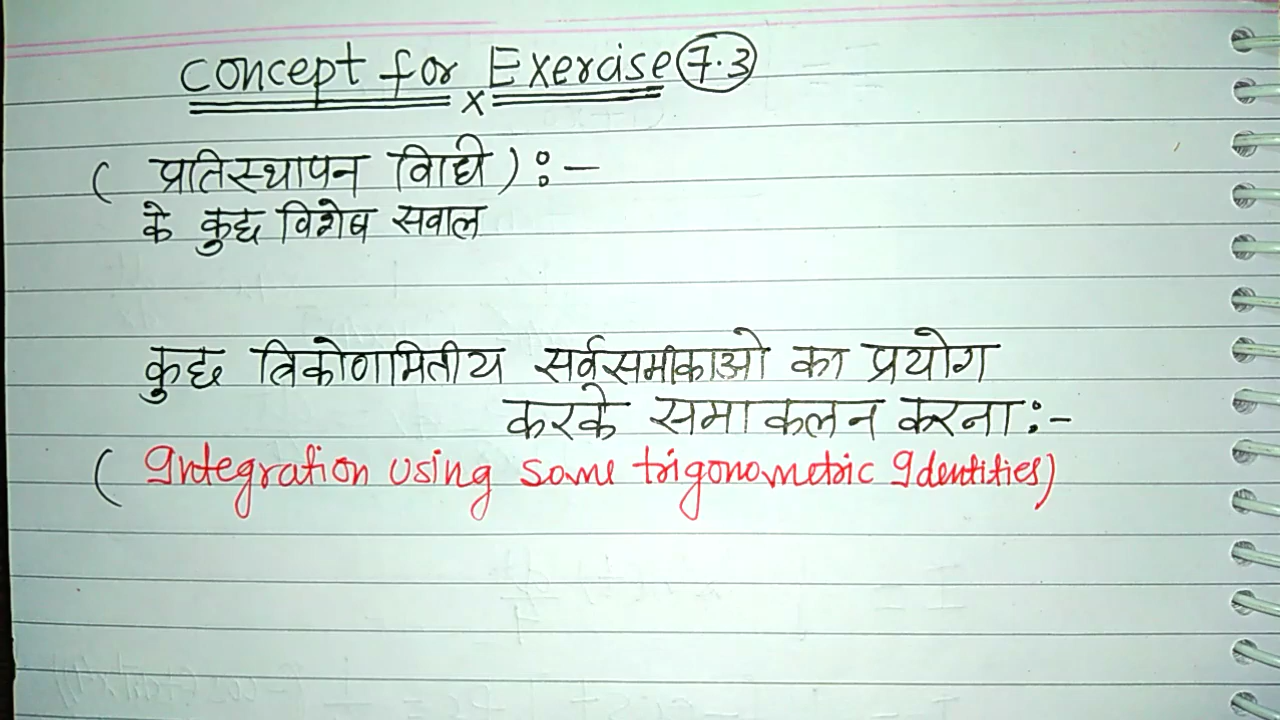 Concept for Exercise 7.3
x
( प्रतिस्थापन विधि ) :-
के कुछ विशेष सवाल
कुछ त्रिकोणमितीय सर्वसमीकाओ का प्रयोग
करके समाकलन करना :-
( Integration using some trigonometric Identities)